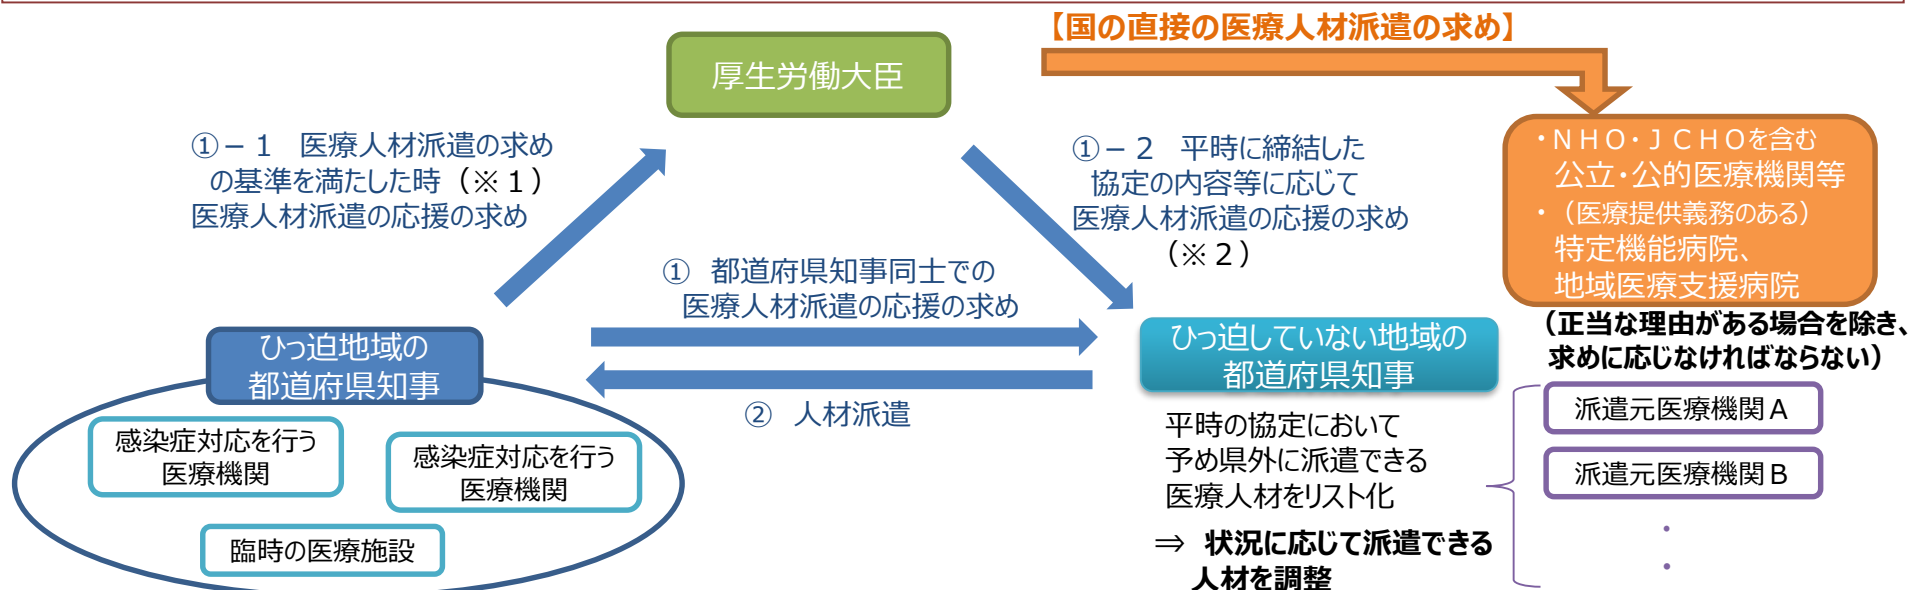 【国の直接の医療人材派遣の求め】
厚生労働大臣
①－１　医療人材派遣の求め
の基準を満たした時（※１）
医療人材派遣の応援の求め
①－２　平時に締結した
協定の内容等に応じて
医療人材派遣の応援の求め
（※２）
・ＮＨＯ・ＪＣＨＯを含む
公立・公的医療機関等
・（医療提供義務のある）
特定機能病院、
地域医療支援病院
（正当な理由がある場合を除き、
求めに応じなければならない）
①　都道府県知事同士での
医療人材派遣の応援の求め
ひっ迫地域の
都道府県知事
ひっ迫していない地域の
都道府県知事
②　人材派遣
感染症対応を行う
医療機関
感染症対応を行う
医療機関
臨時の医療施設
平時の協定において
予め県外に派遣できる
医療人材をリスト化
⇒　状況に応じて派遣できる
人材を調整
派遣元医療機関Ａ
派遣元医療機関Ｂ
・
・